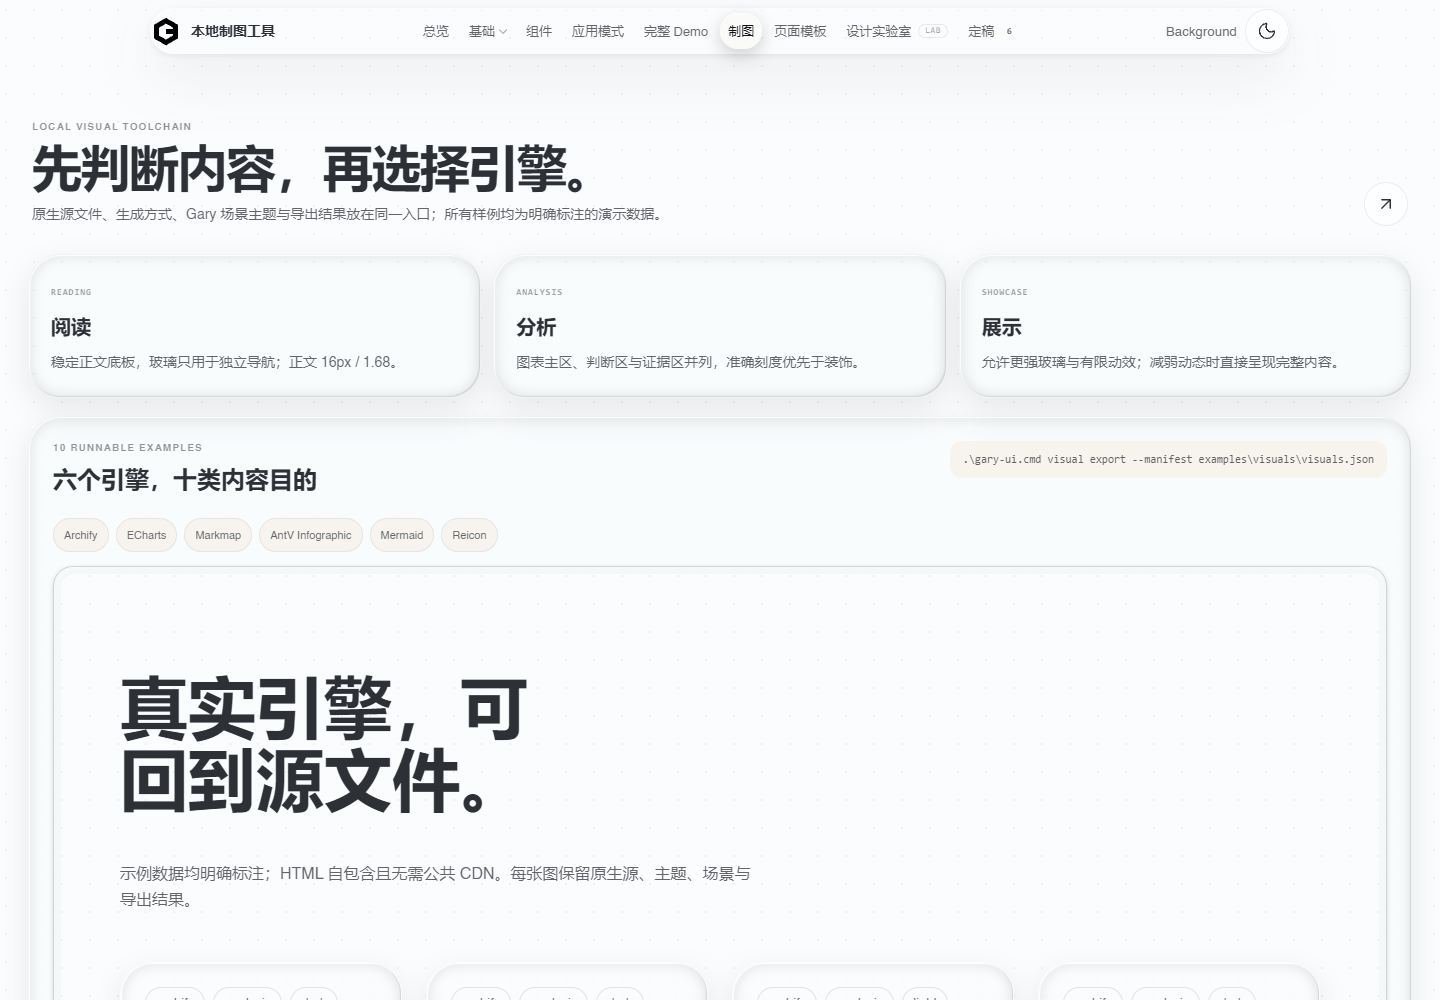 本地制图工具
总览 基础 组件 应用模式 完整 Demo 制图 页面模板 设计实验室 LAB 定稿 6
Background
LOCAL VISUAL TOOLCHAIN
先判断内容，再选择引擎。
原生源文件、生成方式、Gary 场景主题与导出结果放在同一入口；所有样例均为明确标注的演示数据。
READING
阅读
稳定正文底板，玻璃只用于独立导航；正文 16px / 1.68。
ANALYSIS
分析
图表主区、判断区与证据区并列，准确刻度优先于装饰。
SHOWCASE
展示
允许更强玻璃与有限动效；减弱动态时直接呈现完整内容。
10 RUNNABLE EXAMPLES
六个引擎，十类内容目的
.\gary-ui.cmd visual export --manifest examples\visuals\visuals.json
Archify ECharts Markmap AntV Infographic Mermaid Reicon
真实引擎，可
回到源文件。
示例数据均明确标注；HTML 自包含且无需公共 CDN。每张图保留原生源、主题、场景与
导出结果。